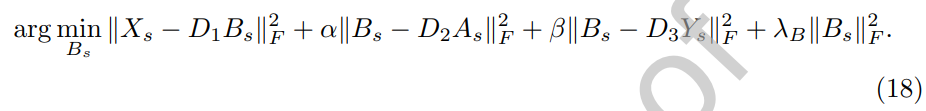 arg min_{B_s} ‖X_s − D_1B_s‖_F^2 + α‖B_s − D_2A_s‖_F^2 + β‖B_s − D_3Y_s‖_F^2 + λ_B‖B_s‖_F^2.
(18)
of